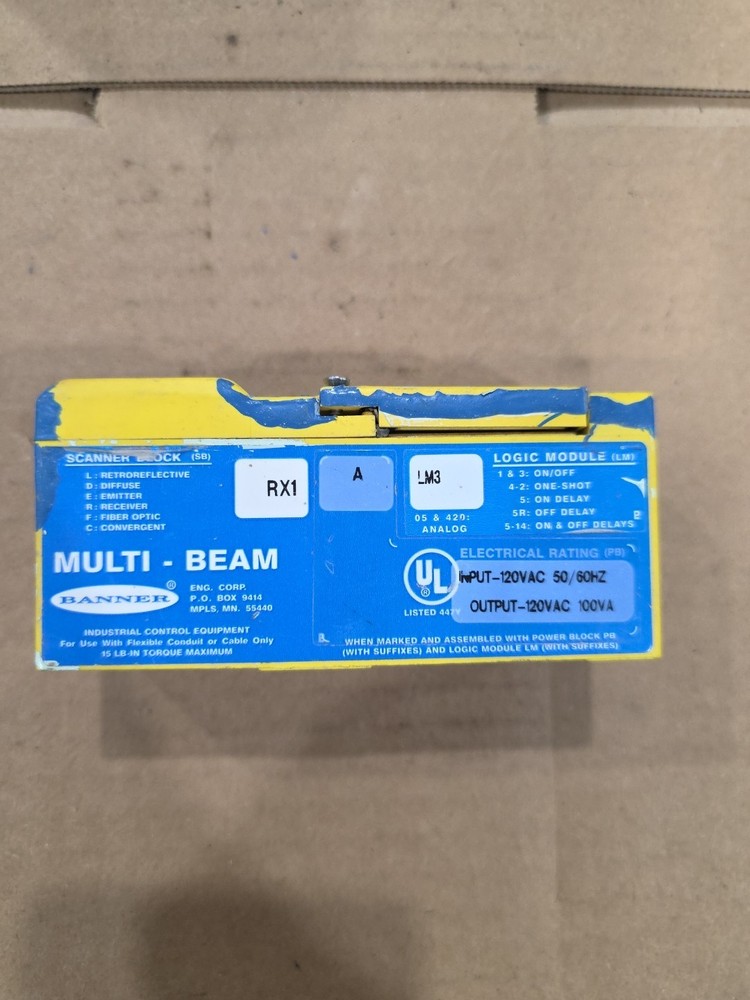 SCANNER BLOCK (SB)
L : RETROREFLECTIVE
D : DIFFUSE
E : EMITTER
R : RECEIVER
F : FIBER OPTIC
C : CONVERGENT
RX1
A
LM3
05 & 420:
ANALOG
LOGIC MODULE (LM)
1 & 3: ON/OFF
4-2: ONE-SHOT
5: ON DELAY
5R: OFF DELAY
5-14: ON & OFF DELAYS
MULTI - BEAM
BANNER ®
ENG. CORP.
P.O. BOX 9414
MPLS, MN. 55440
INDUSTRIAL CONTROL EQUIPMENT
For Use With Flexible Conduit or Cable Only
15 LB-IN TORQUE MAXIMUM
UL ®
LISTED 447Y
ELECTRICAL RATING (PB)
INPUT-120VAC 50/60HZ
OUTPUT-120VAC 100VA
WHEN MARKED AND ASSEMBLED WITH POWER BLOCK PB
(WITH SUFFIXES) AND LOGIC MODULE LM (WITH SUFFIXES)